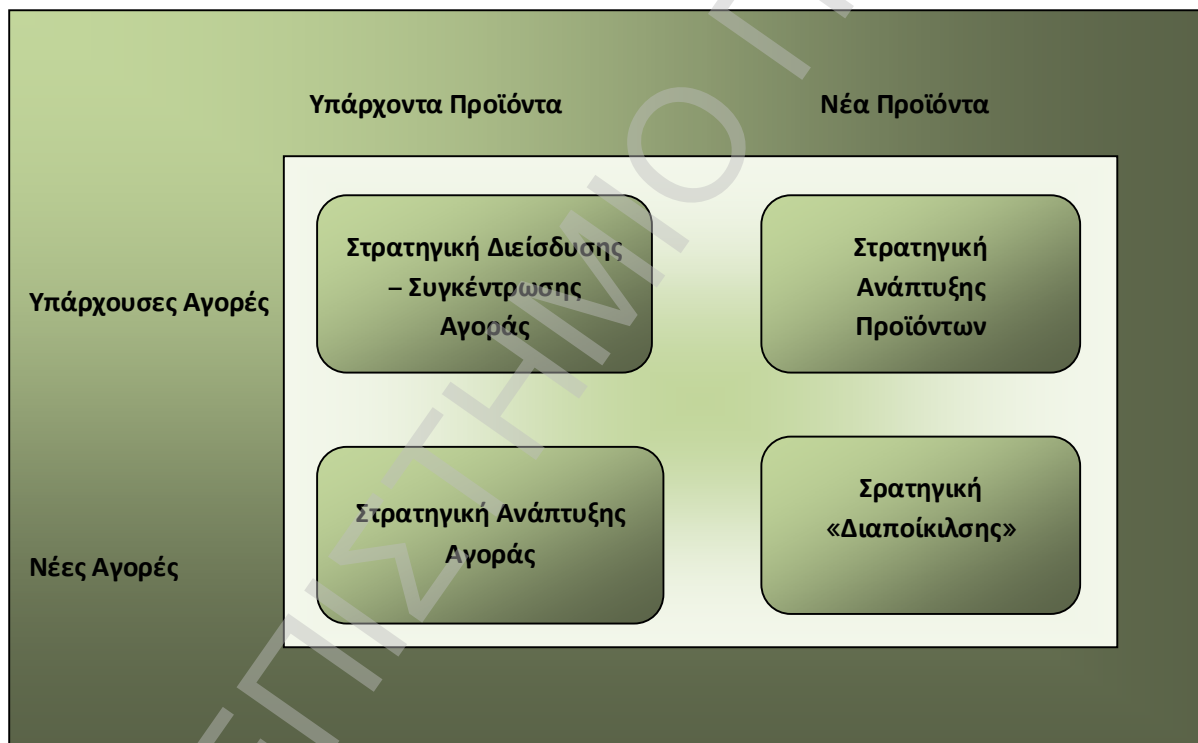 Υπάρχοντα Προϊόντα
Νέα Προϊόντα
Υπάρχουσες Αγορές
Στρατηγική Διείσδυσης
– Συγκέντρωσης
Αγοράς
Στρατηγική
Ανάπτυξης
Προϊόντων
Νέες Αγορές
Στρατηγική Ανάπτυξης
Αγοράς
Σρατηγική
«Διαποίκιλσης»